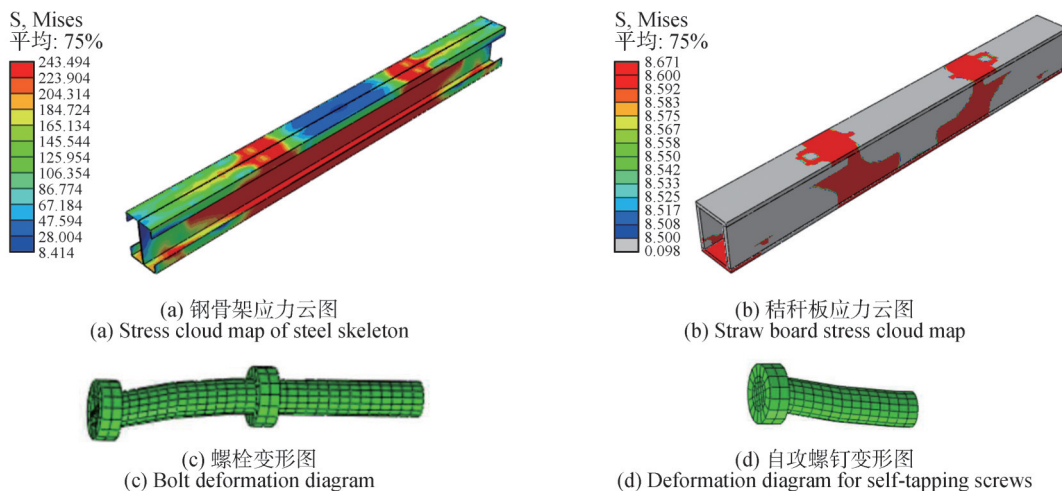 S, Mises
平均: 75%
243.494
223.904
204.314
184.724
165.134
145.544
125.954
106.354
86.774
67.184
47.594
28.004
8.414
(a) 钢骨架应力云图
(a) Stress cloud map of steel skeleton
S, Mises
平均: 75%
8.671
8.600
8.592
8.583
8.575
8.567
8.558
8.550
8.542
8.533
8.525
8.517
8.508
8.500
0.098
(b) 秸秆板应力云图
(b) Straw board stress cloud map
(c) 螺栓变形图
(c) Bolt deformation diagram
(d) 自攻螺钉变形图
(d) Deformation diagram for self-tapping screws